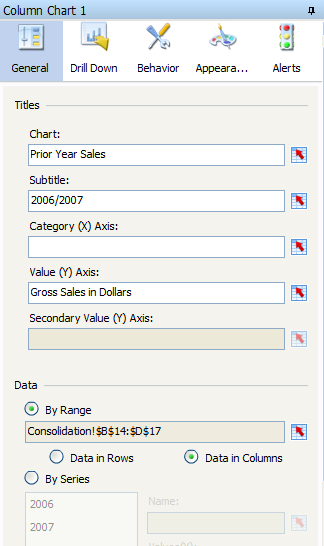 Column Chart 1
General Drill Down Behavior Appeara... Alerts
Titles
Chart:
Prior Year Sales
Subtitle:
2006/2007
Category (X) Axis:
Value (Y) Axis:
Gross Sales in Dollars
Secondary Value (Y) Axis:
Data
By Range
Consolidation!$B$14:$D$17
Data in Rows Data in Columns
By Series
2006 Name:
2007